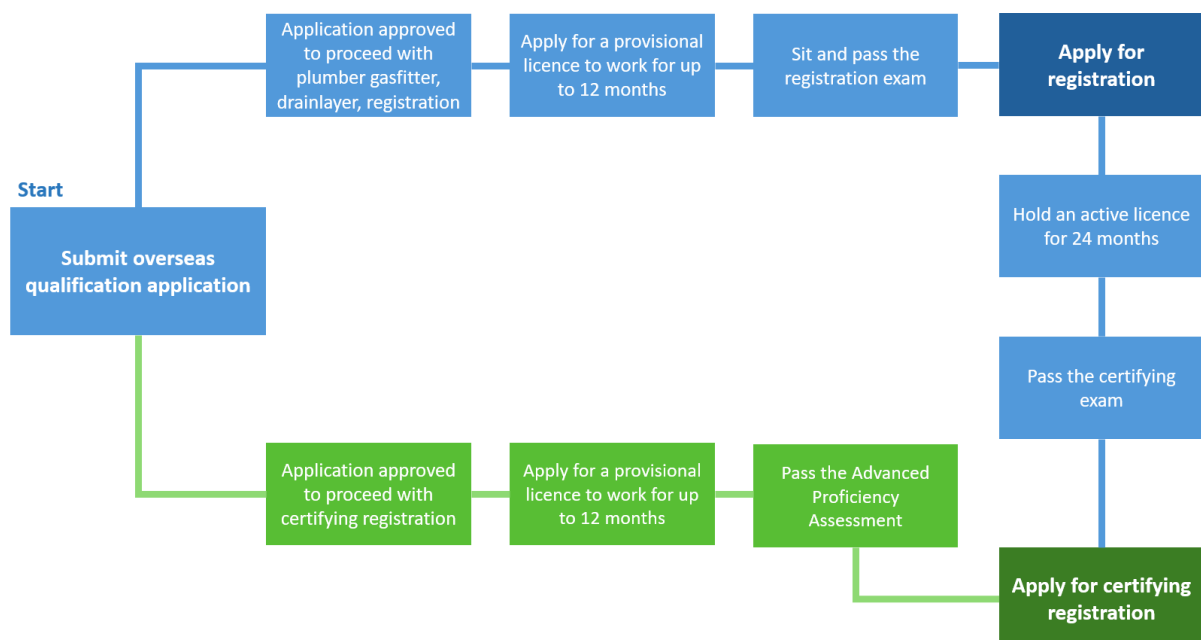 Application approved
to proceed with
plumber gasfitter,
drainlayer, registration
Apply for a provisional
licence to work for up
to 12 months
Sit and pass the
registration exam
Apply for
registration
Start
Submit overseas
qualification application
Hold an active licence
for 24 months
Pass the certifying
exam
Application approved
to proceed with
certifying registration
Apply for a provisional
licence to work for up
to 12 months
Pass the Advanced
Proficiency
Assessment
Apply for certifying
registration